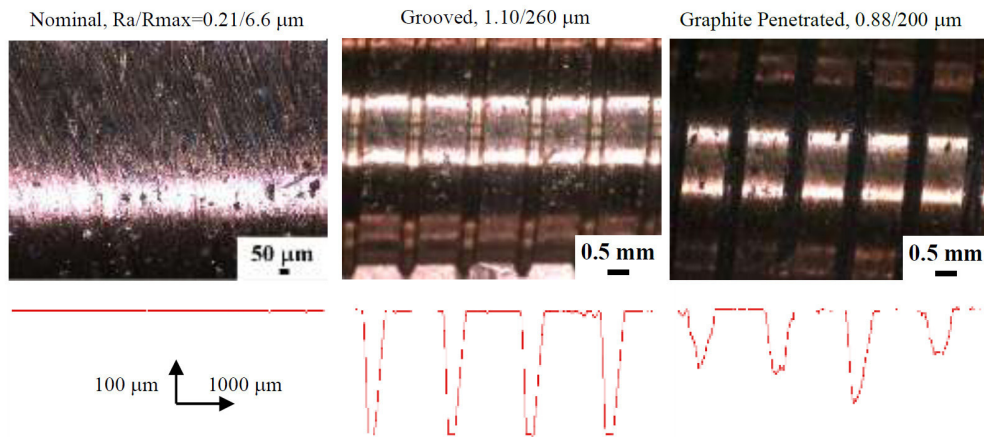 Nominal, Ra/Rmax=0.21/6.6 μm
Grooved, 1.10/260 μm
Graphite Penetrated, 0.88/200 μm
50 μm
0.5 mm
0.5 mm
100 μm
1000 μm